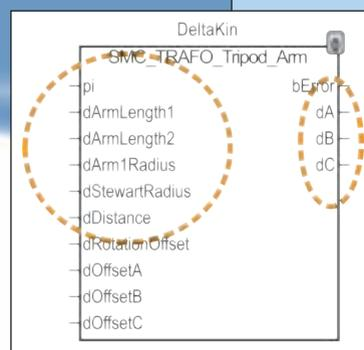 DeltaKin
SMC_TRAFO_Tripod_Arm
pi bError
dArmLength1 dA
dArmLength2 dB
dArm1Radius dC
dStewartRadius
dDistance
dRotationOffset
dOffsetA
dOffsetB
dOffsetC